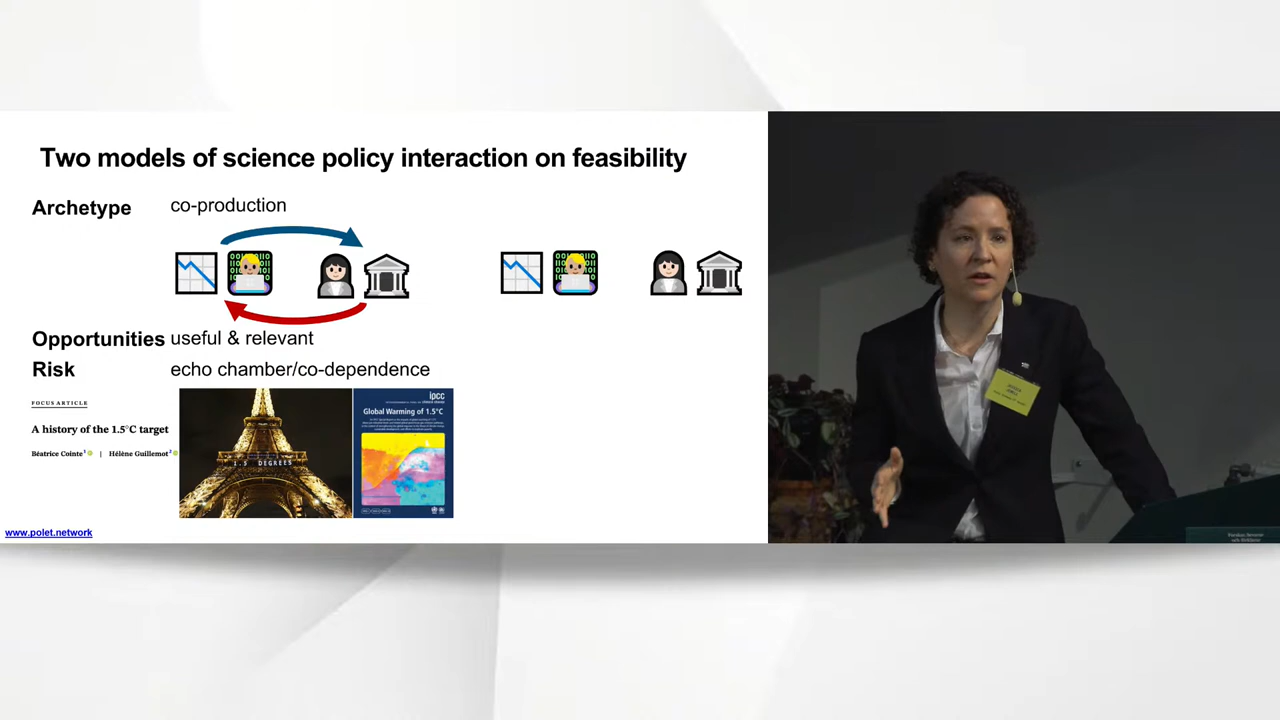 Two models of science policy interaction on feasibility
Archetype
co-production
Opportunities
useful & relevant
Risk
echo chamber/co-dependence
FOCUS ARTICLE
A history of the 1.5°C target
Béatrice Cointe¹ | Hélène Guillemot²
1.5 DEGREES
ipcc
Global Warming of 1.5°C
www.polet.network